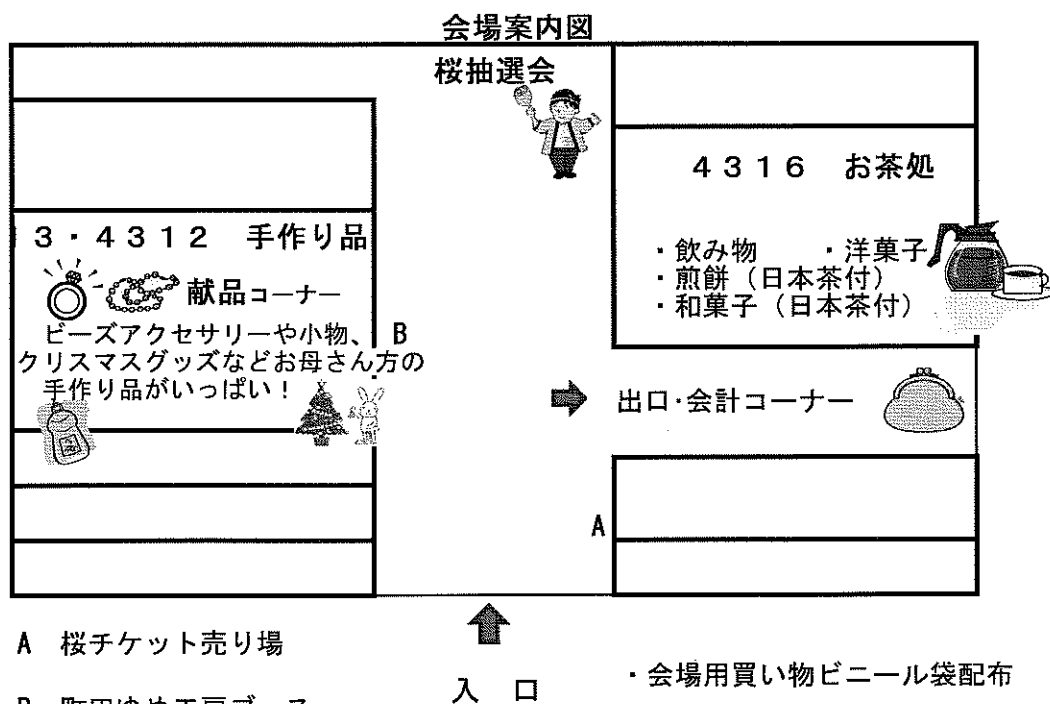 会場案内図
桜抽選会
4316 お茶処
・飲み物 ・洋菓子
・煎餅（日本茶付）
・和菓子（日本茶付）
3・4312 手作り品
献品コーナー
ビーズアクセサリーや小物、
クリスマスグッズなどお母さん方の
手作り品がいっぱい！
B
出口・会計コーナー
A
A 桜チケット売り場
入 口
・会場用買い物ビニール袋配布